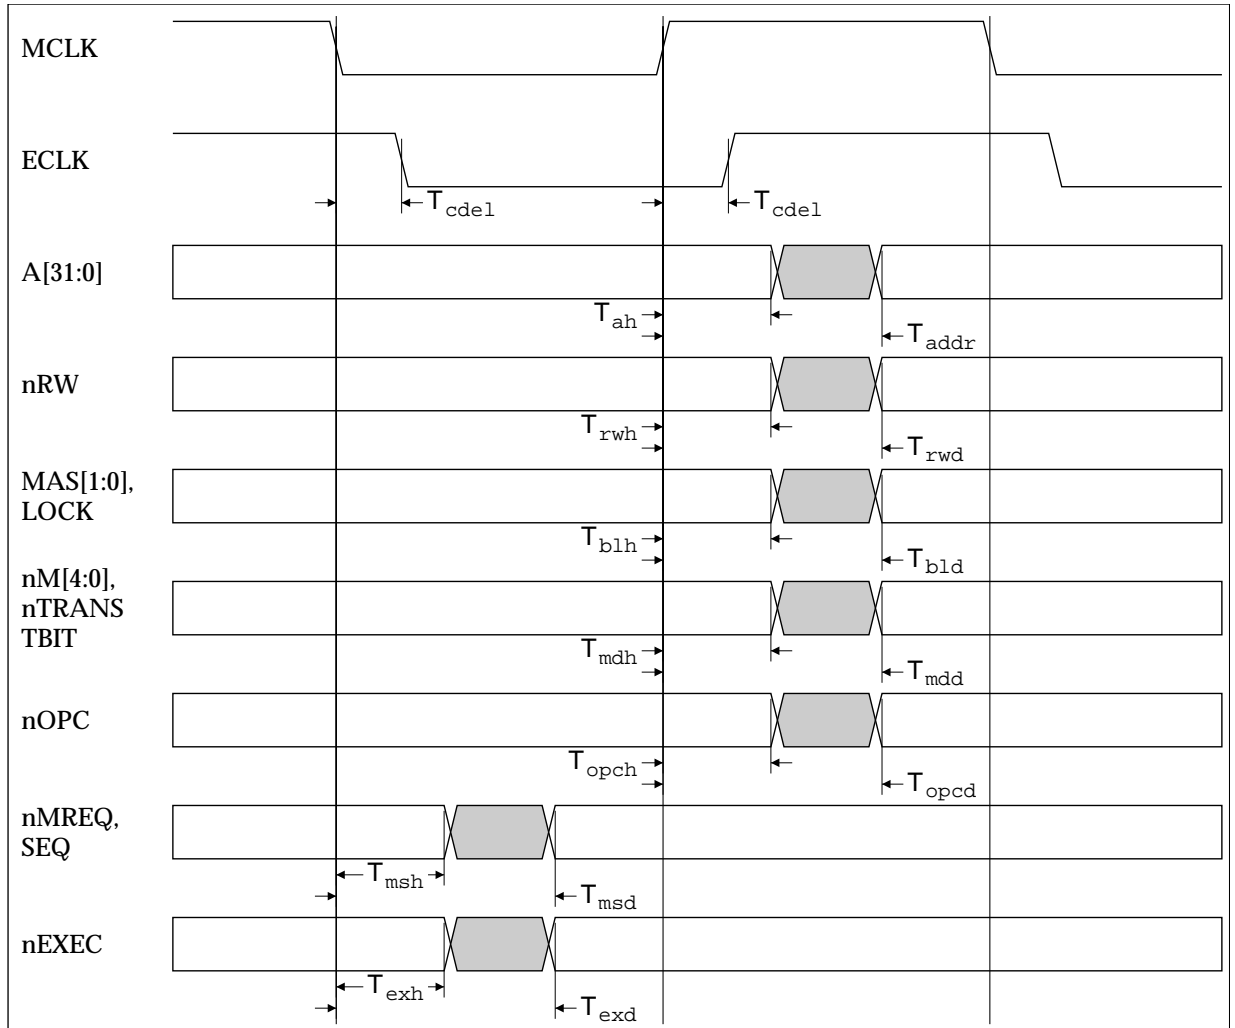 MCLK
ECLK
Tcdel Tcdel
A[31:0]
Tah
Taddr
nRW
Trwh
Trwd
MAS[1:0],
LOCK
Tblh
Tbld
nM[4:0],
nTRANS
TBIT
Tmdh
Tmdd
nOPC
Topch
Topcd
nMREQ,
SEQ
Tmsh
Tmsd
nEXEC
Texh
Texd